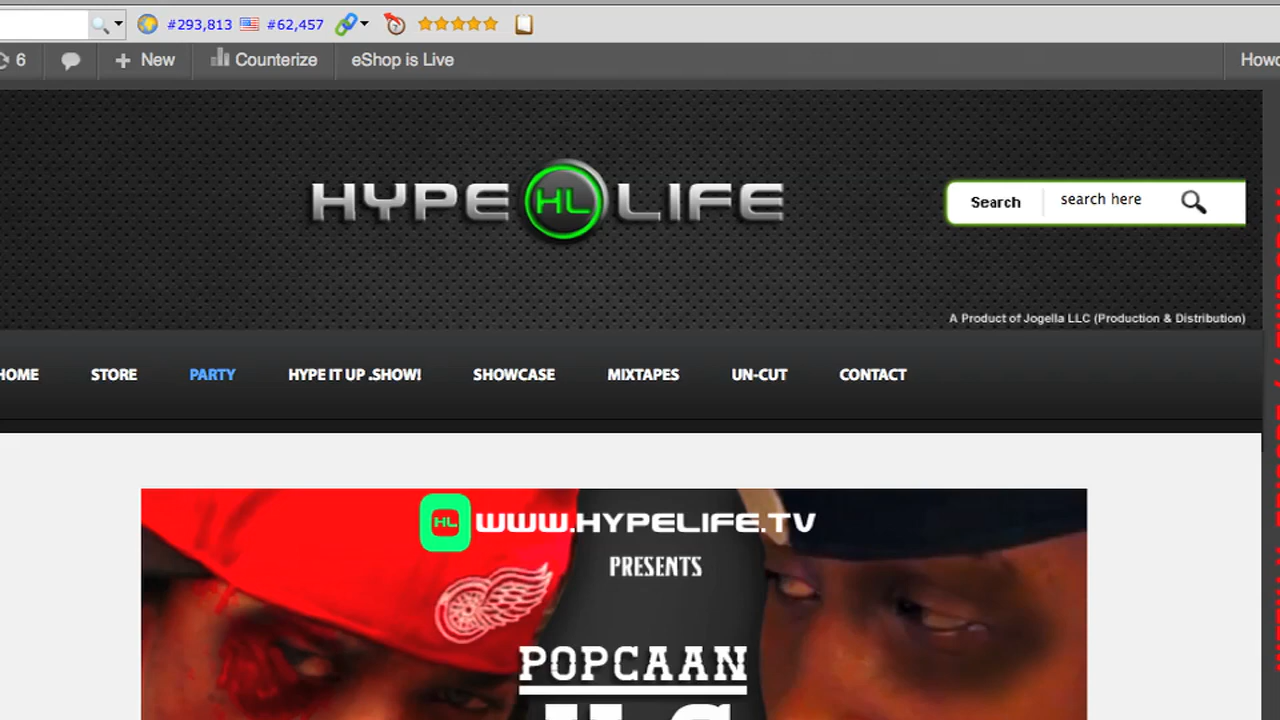 #293,813 #62,457
6 New Counterize eShop is Live
HYPE HL LIFE
Search search here
A Product of Jogella LLC (Production & Distribution)
STORE PARTY HYPE IT UP .SHOW! SHOWCASE MIXTAPES UN-CUT CONTACT
HL WWW.HYPELIFE.TV
PRESENTS
POPCAAN